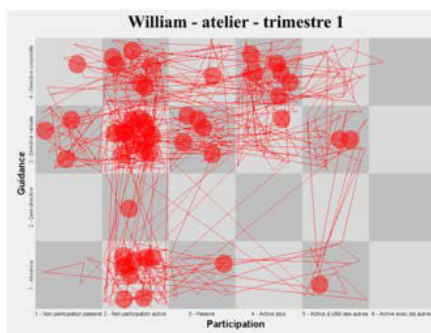 William - atelier - trimestre 1
Guidance
4 - Directive corporelle
3 - Directive verbale
2 - Semi directive
1 - Absence
1 - Non participation passive
2 - Non participation active
3 - Passive
4 - Active seul
5 - Active à côté des autres
6 - Active avec les autres
Participation